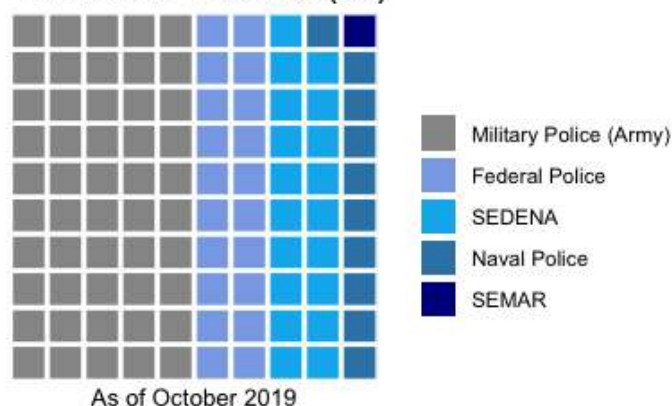 Military Police (Army)
Federal Police
SEDENA
Naval Police
SEMAR
As of October 2019